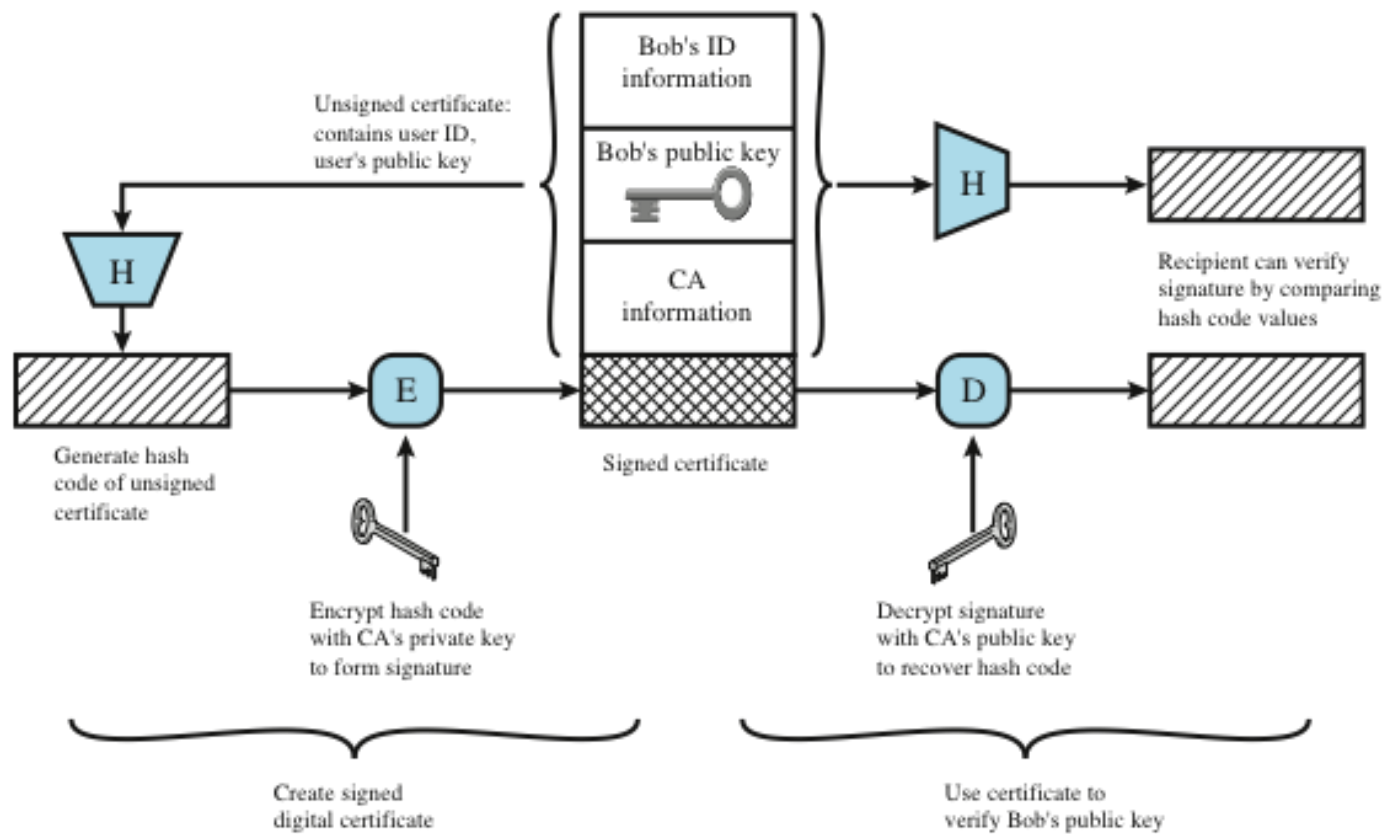 Bob's ID
information
Unsigned certificate:
contains user ID,
user's public key
Bob's public key
H
H
CA
information
Recipient can verify
signature by comparing
hash code values
E
D
Generate hash
code of unsigned
certificate
Signed certificate
Encrypt hash code
with CA's private key
to form signature
Decrypt signature
with CA's public key
to recover hash code
Create signed
digital certificate
Use certificate to
verify Bob's public key